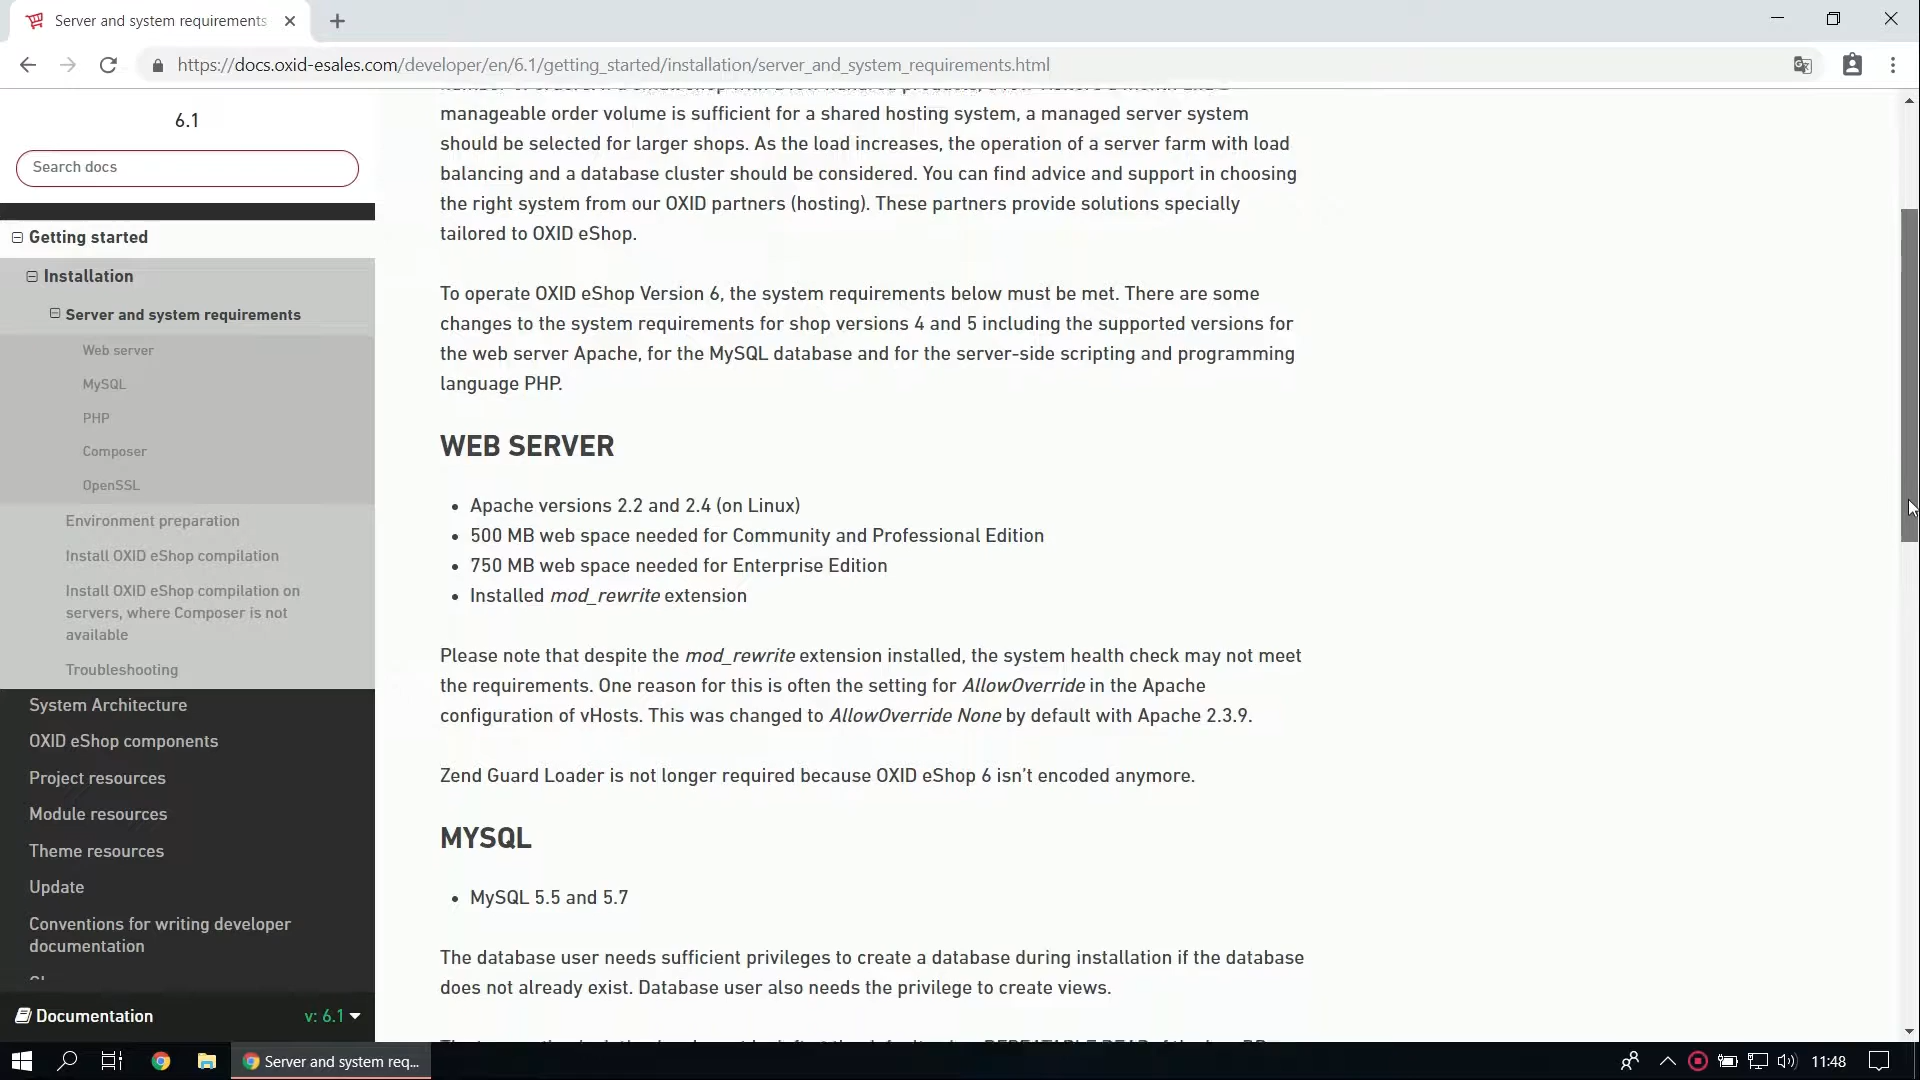 Server and system requirements
https://docs.oxid-esales.com/developer/en/6.1/getting_started/installation/server_and_system_requirements.html
6.1
Search docs
Getting started
Installation
Server and system requirements
Web server
MySQL
PHP
Composer
OpenSSL
Environment preparation
Install OXID eShop compilation
Install OXID eShop compilation on
servers, where Composer is not
available
Troubleshooting
System Architecture
OXID eShop components
Project resources
Module resources
Theme resources
Update
Conventions for writing developer
documentation
Documentation
v: 6.1
manageable order volume is sufficient for a shared hosting system, a managed server system
should be selected for larger shops. As the load increases, the operation of a server farm with load
balancing and a database cluster should be considered. You can find advice and support in choosing
the right system from our OXID partners (hosting). These partners provide solutions specially
tailored to OXID eShop.
To operate OXID eShop Version 6, the system requirements below must be met. There are some
changes to the system requirements for shop versions 4 and 5 including the supported versions for
the web server Apache, for the MySQL database and for the server-side scripting and programming
language PHP.
WEB SERVER
• Apache versions 2.2 and 2.4 (on Linux)
• 500 MB web space needed for Community and Professional Edition
• 750 MB web space needed for Enterprise Edition
• Installed mod_rewrite extension
Please note that despite the mod_rewrite extension installed, the system health check may not meet
the requirements. One reason for this is often the setting for AllowOverride in the Apache
configuration of vHosts. This was changed to AllowOverride None by default with Apache 2.3.9.
Zend Guard Loader is not longer required because OXID eShop 6 isn't encoded anymore.
MYSQL
• MySQL 5.5 and 5.7
The database user needs sufficient privileges to create a database during installation if the database
does not already exist. Database user also needs the privilege to create views.
Server and system req...
11:48